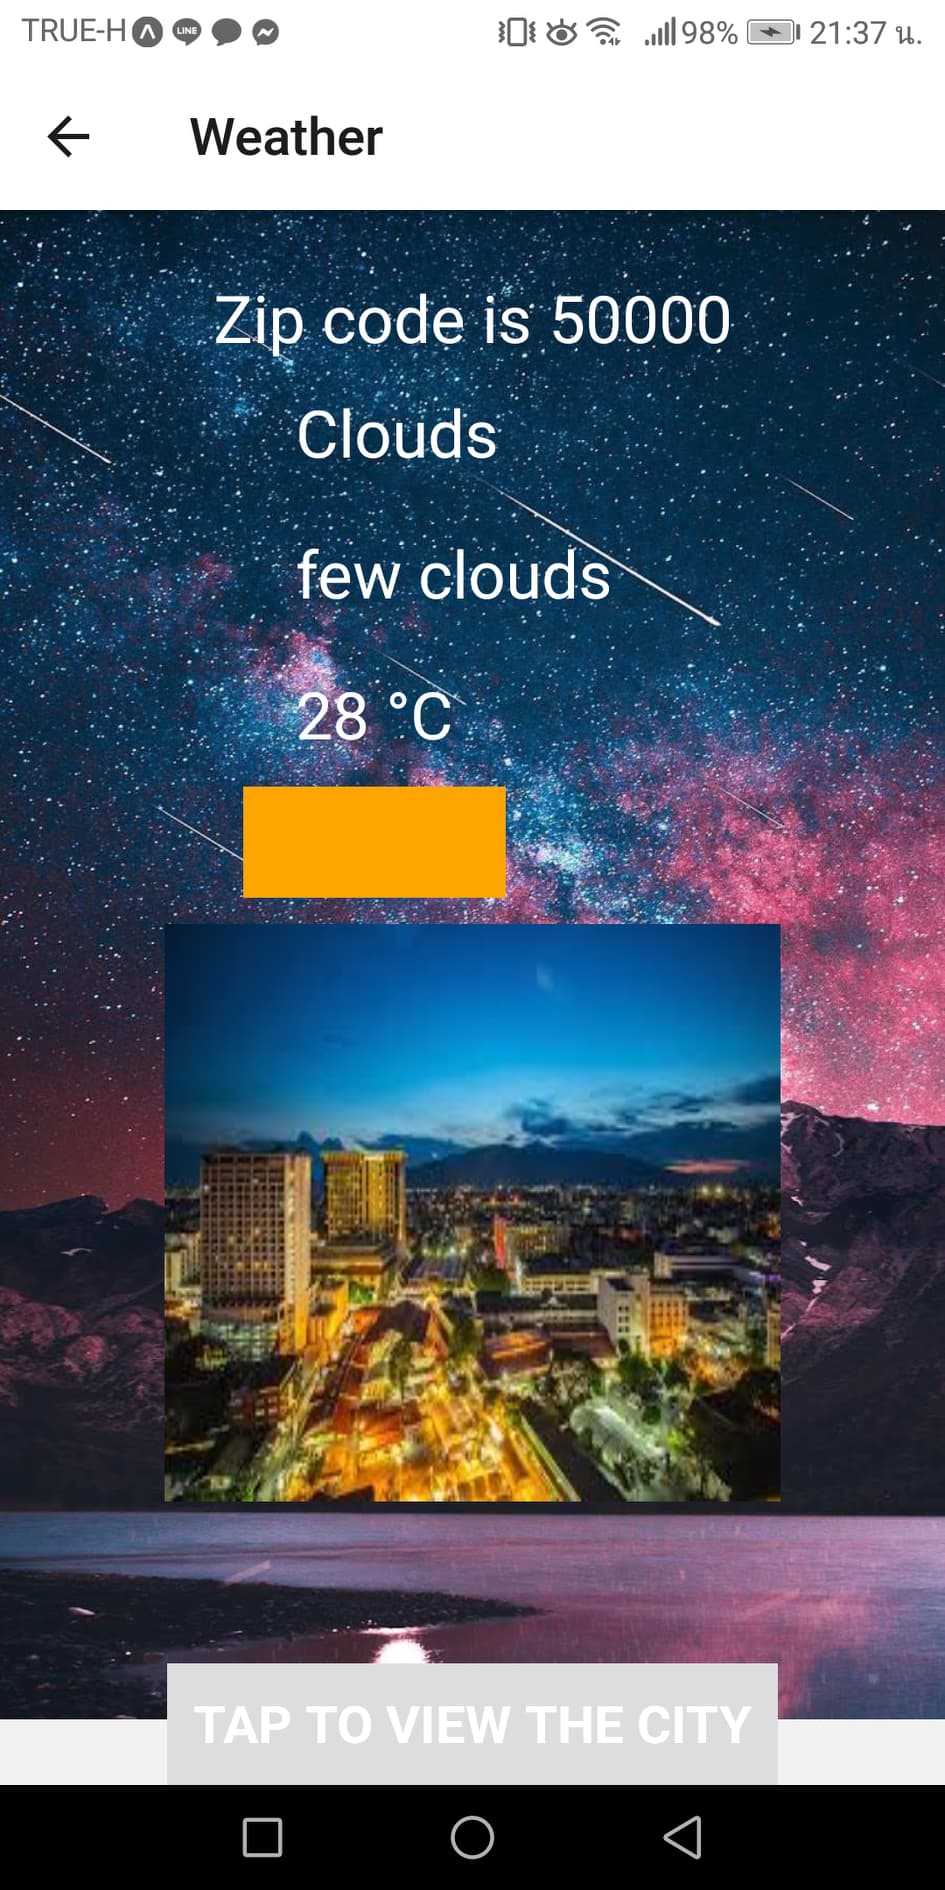 TRUE-H LINE 98% 21:37 น.
Weather
Zip code is 50000
Clouds
few clouds
28 °C
TAP TO VIEW THE CITY